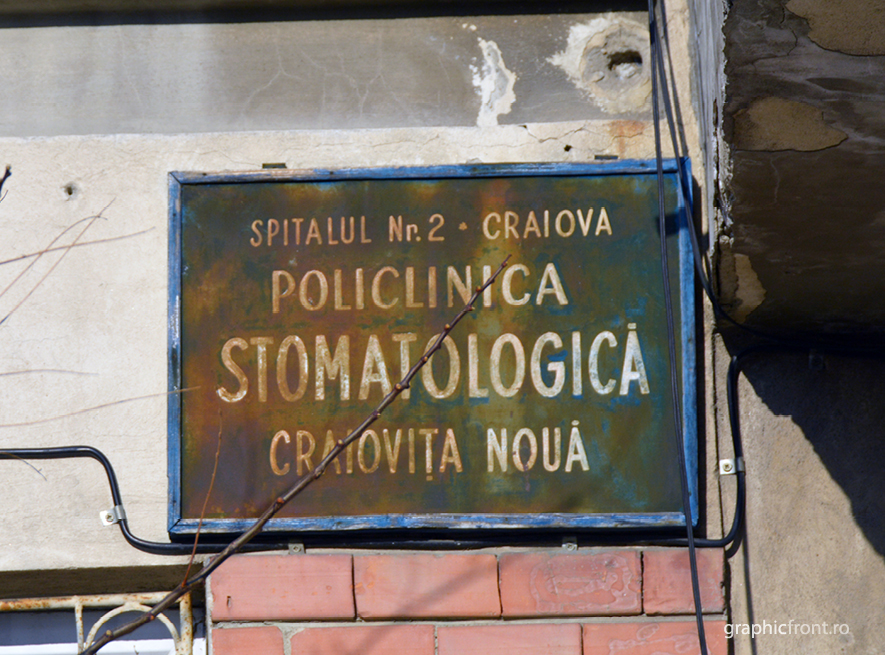 SPITALUL Nr. 2 • CRAIOVA
POLICLINICA
STOMATOLOGICĂ
CRAIOVIȚA NOUĂ
graphicfront.ro